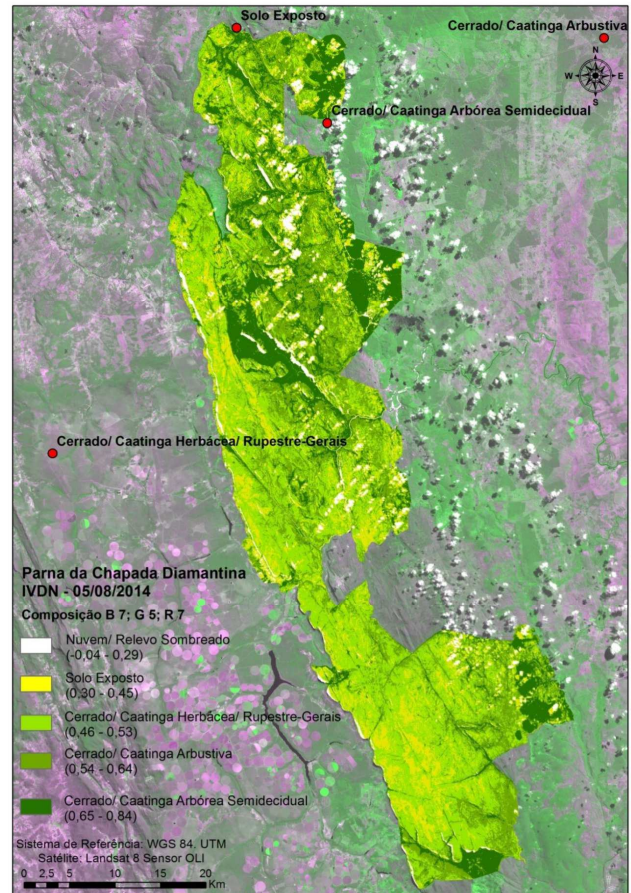 Solo Exposto
Cerrado/ Caatinga Arbustiva
N
W E
S
Cerrado/ Caatinga Arbórea Semidecidual
Cerrado/ Caatinga Herbácea/ Rupestre-Gerais
Parna da Chapada Diamantina
IVDN - 05/08/2014
Composição B 7; G 5; R 7
Nuvem/ Relevo Sombreado
(-0,04 - 0,29)
Solo Exposto
(0,30 - 0,45)
Cerrado/ Caatinga Herbácea/ Rupestre-Gerais
(0,46 - 0,53)
Cerrado/ Caatinga Arbustiva
(0,54 - 0,64)
Cerrado/ Caatinga Arbórea Semidecidual
(0,65 - 0,84)
Sistema de Referência: WGS 84. UTM
Satélite: Landsat 8 Sensor OLI
0 2,5 5 10 15 20
Km